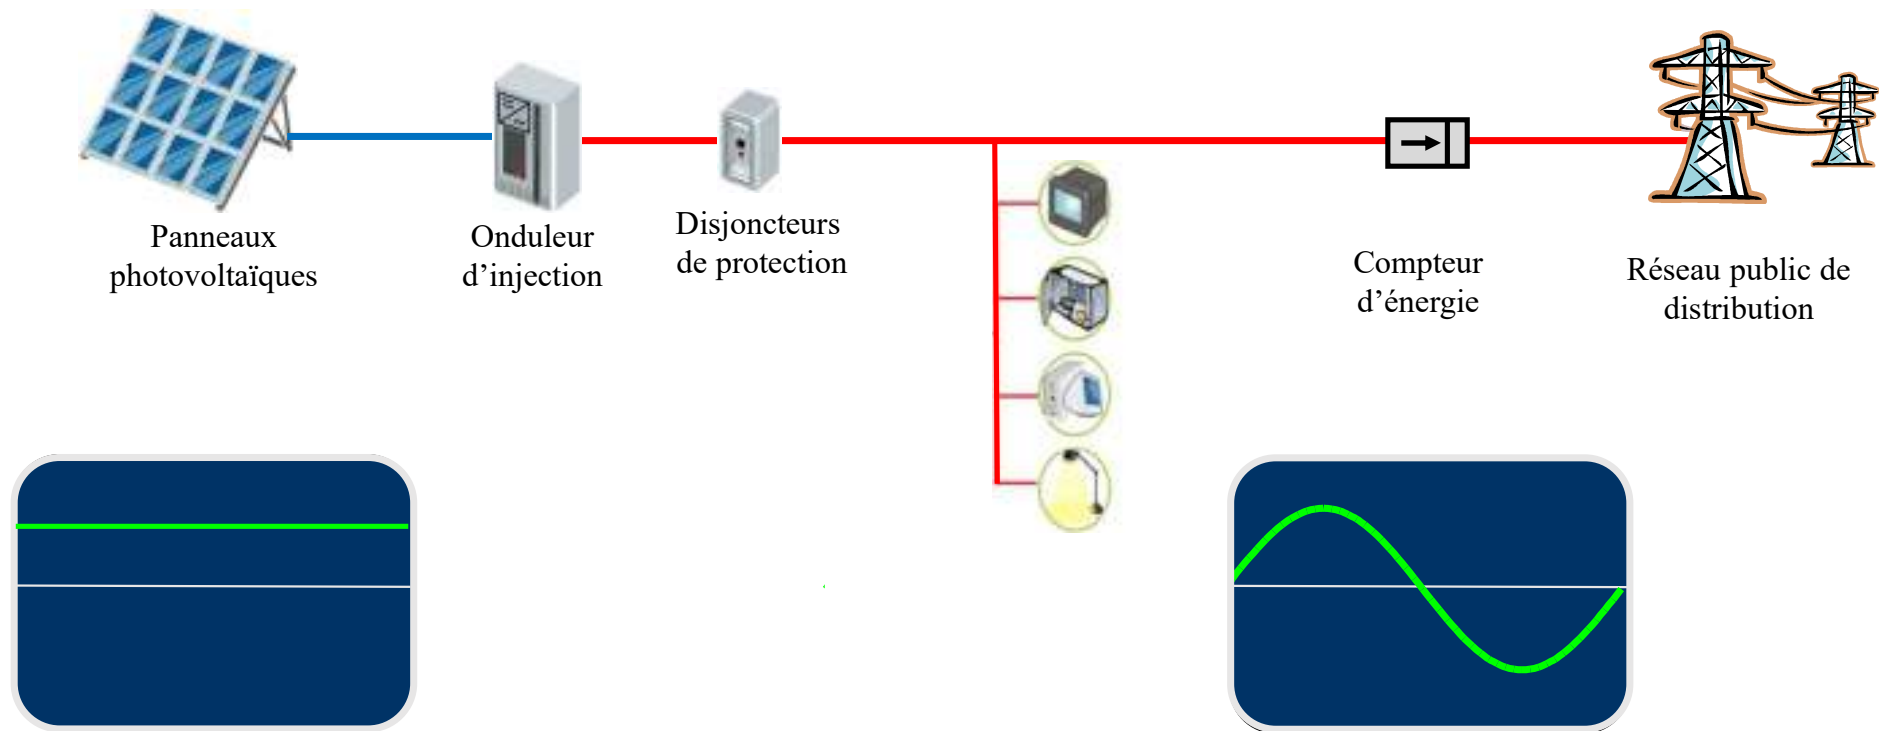 Panneaux
photovoltaïques
Onduleur
d’injection
Disjoncteurs
de protection
Compteur
d’énergie
Réseau public de
distribution